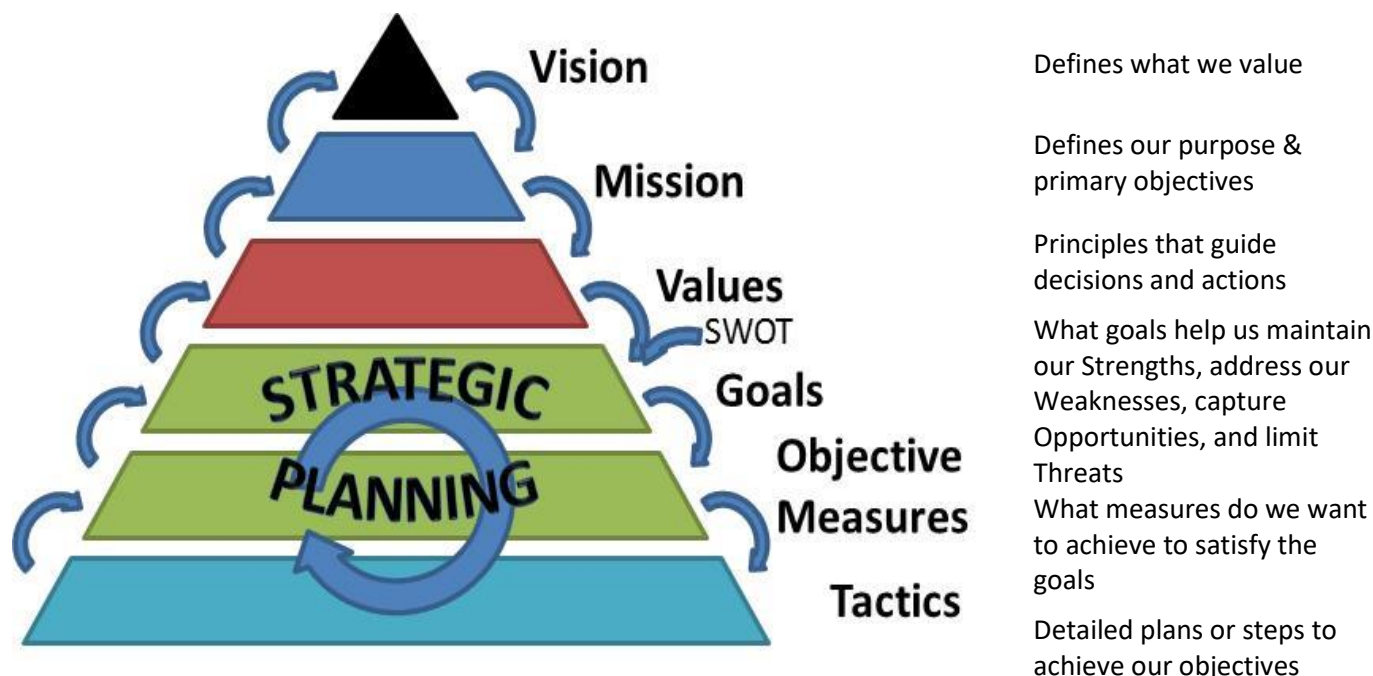 Vision
Defines what we value
Mission
Defines our purpose &
primary objectives
Values
SWOT
Principles that guide
decisions and actions
STRATEGIC
Goals
What goals help us maintain
our Strengths, address our
Weaknesses, capture
Opportunities, and limit
Threats
PLANNING
Objective
Measures
What measures do we want
to achieve to satisfy the
goals
Tactics
Detailed plans or steps to
achieve our objectives